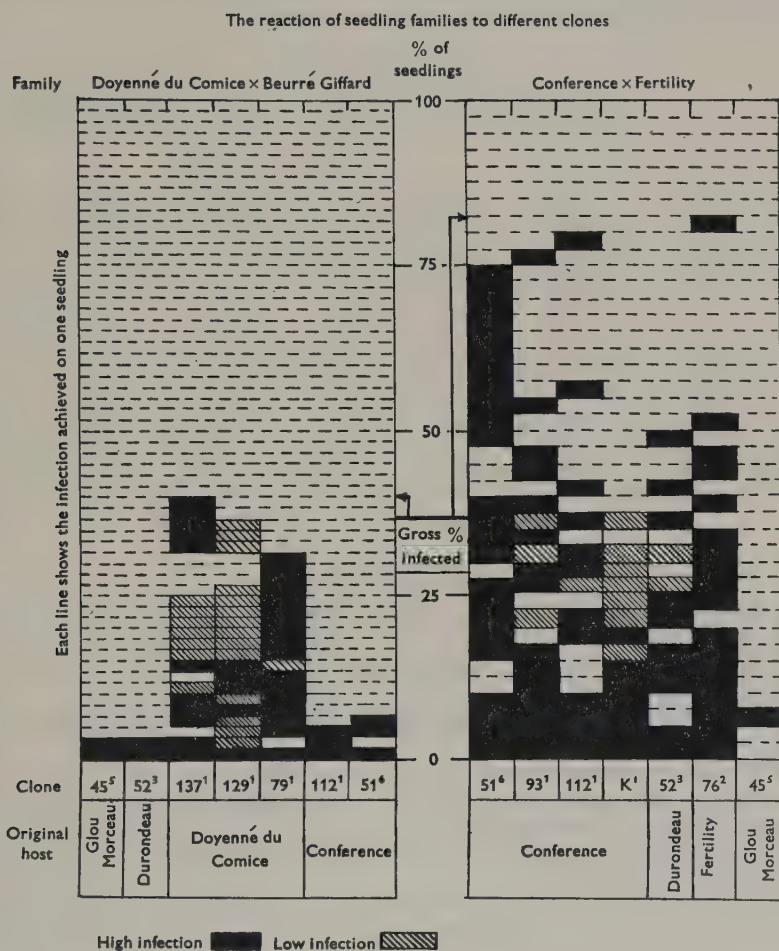 The reaction of seedling families to different clones
% of
seedlings
Family Doyenné du Comice × Beurré Giffard Conference × Fertility
100
75
50
Gross %
Infected
25
0
Each line shows the infection achieved on one seedling
Clone 45⁵ 52³ 137¹ 129¹ 79¹ 112¹ 51⁶ 51⁶ 93¹ 112¹ K¹ 52³ 76² 45⁵
Original
host
Glou
Morceau
Durondeau
Doyenné du
Comice
Conference
Conference
Durondeau
Fertility
Glou
Morceau
High infection Low infection